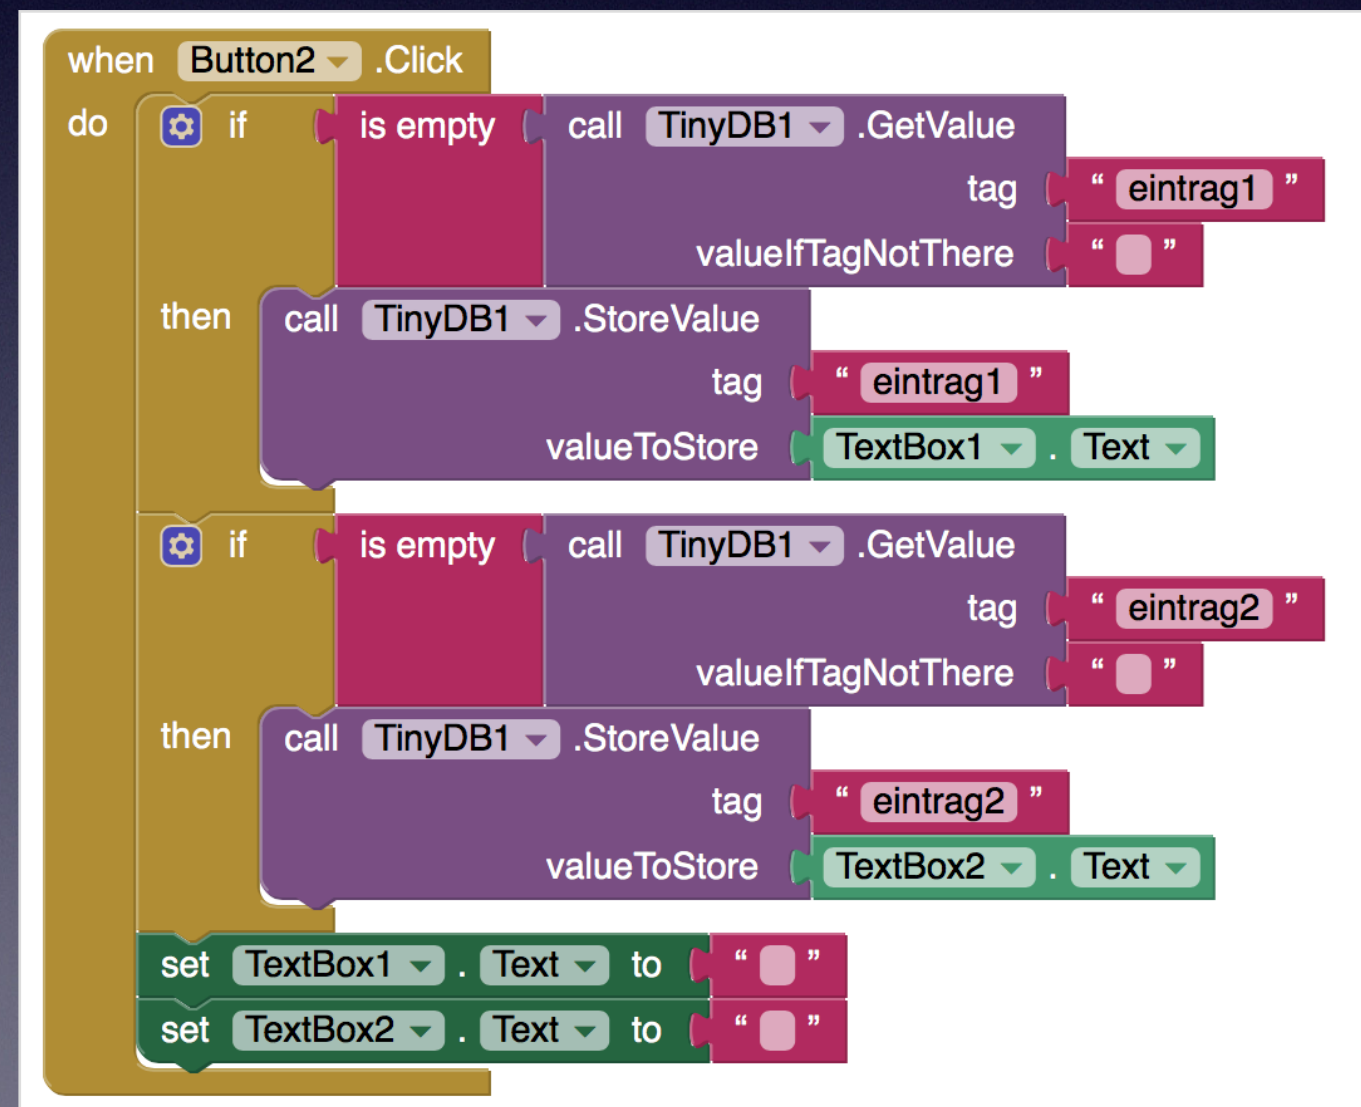 when Button2 .Click
do if is empty call TinyDB1 .GetValue
tag “ eintrag1 ”
valueIfTagNotThere “ ”
then call TinyDB1 .StoreValue
tag “ eintrag1 ”
valueToStore TextBox1 . Text
if is empty call TinyDB1 .GetValue
tag “ eintrag2 ”
valueIfTagNotThere “ ”
then call TinyDB1 .StoreValue
tag “ eintrag2 ”
valueToStore TextBox2 . Text
set TextBox1 . Text to “ ”
set TextBox2 . Text to “ ”